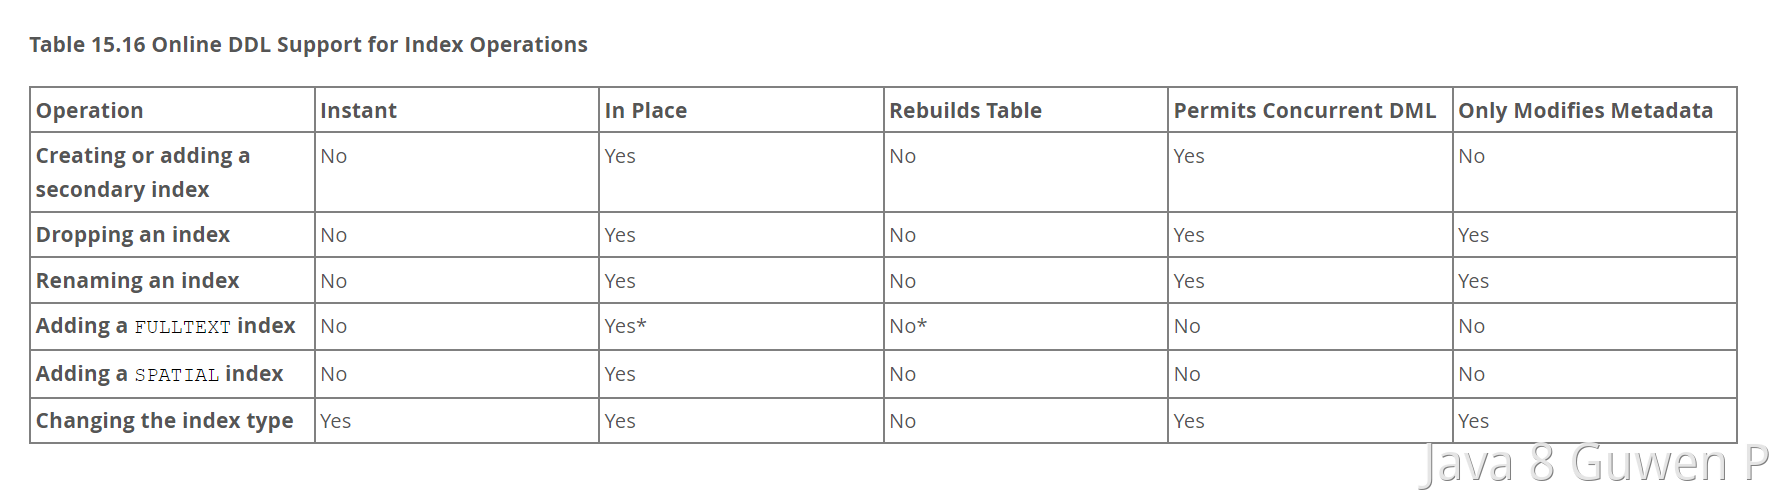 Table 15.16 Online DDL Support for Index Operations
Operation Instant In Place Rebuilds Table Permits Concurrent DML Only Modifies Metadata
Creating or adding a secondary index No Yes No Yes No
Dropping an index No Yes No Yes Yes
Renaming an index No Yes No Yes Yes
Adding a FULLTEXT index No Yes* No* No No
Adding a SPATIAL index No Yes No No No
Changing the index type Yes Yes No Yes Yes
Java 8 Guwen P